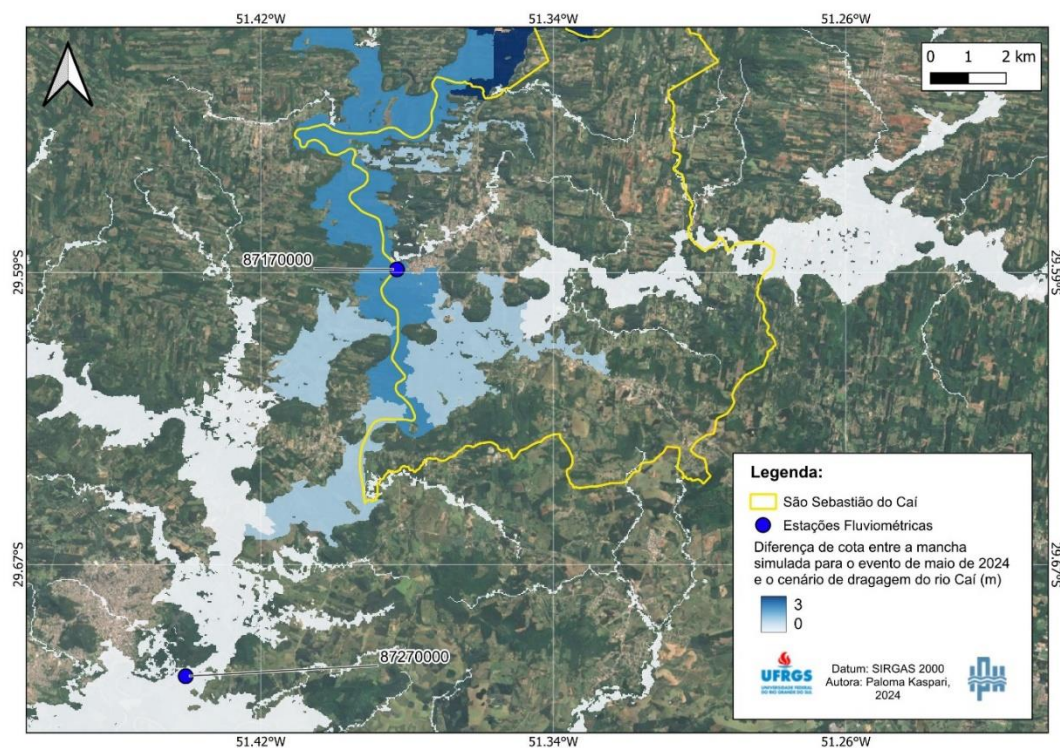 51.42°W
51.34°W
51.26°W
0 1 2 km
87170000
29.59°S
29.59°S
29.67°S
29.67°S
87270000
Legenda:
São Sebastião do Caí
Estações Fluviométricas
Diferença de cota entre a mancha
simulada para o evento de maio de 2024
e o cenário de dragagem do rio Caí (m)
3
0
UFRGS
UNIVERSIDADE FEDERAL
DO RIO GRANDE DO SUL
Datum: SIRGAS 2000
Autora: Paloma Kaspari,
2024
IPH
51.42°W
51.34°W
51.26°W